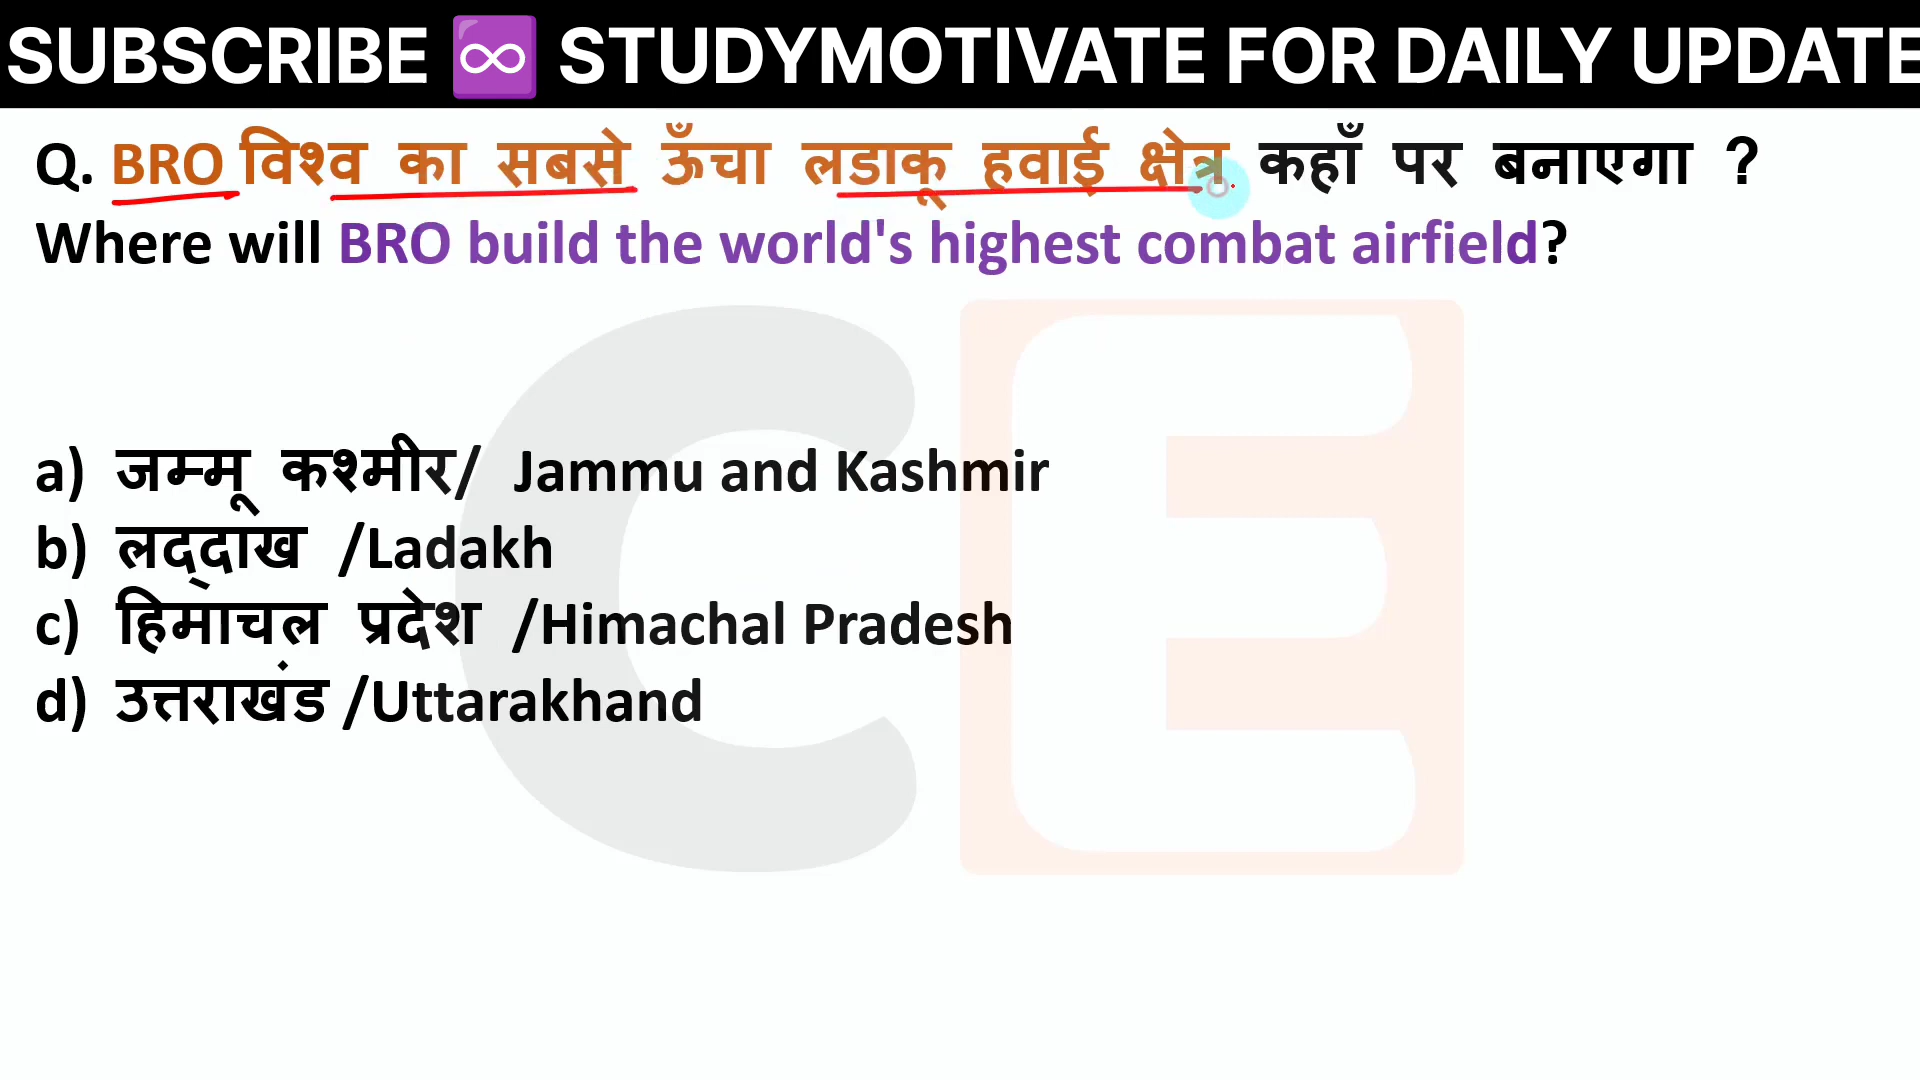 SUBSCRIBE ♾ STUDYMOTIVATE FOR DAILY UPDATE
Q. BRO विश्व का सबसे ऊँचा लडाकू हवाई क्षेत्र कहाँ पर बनाएगा ?
Where will BRO build the world's highest combat airfield?
a) जम्मू कश्मीर/ Jammu and Kashmir
b) लद्दाख /Ladakh
c) हिमाचल प्रदेश /Himachal Pradesh
d) उत्तराखंड /Uttarakhand
CE